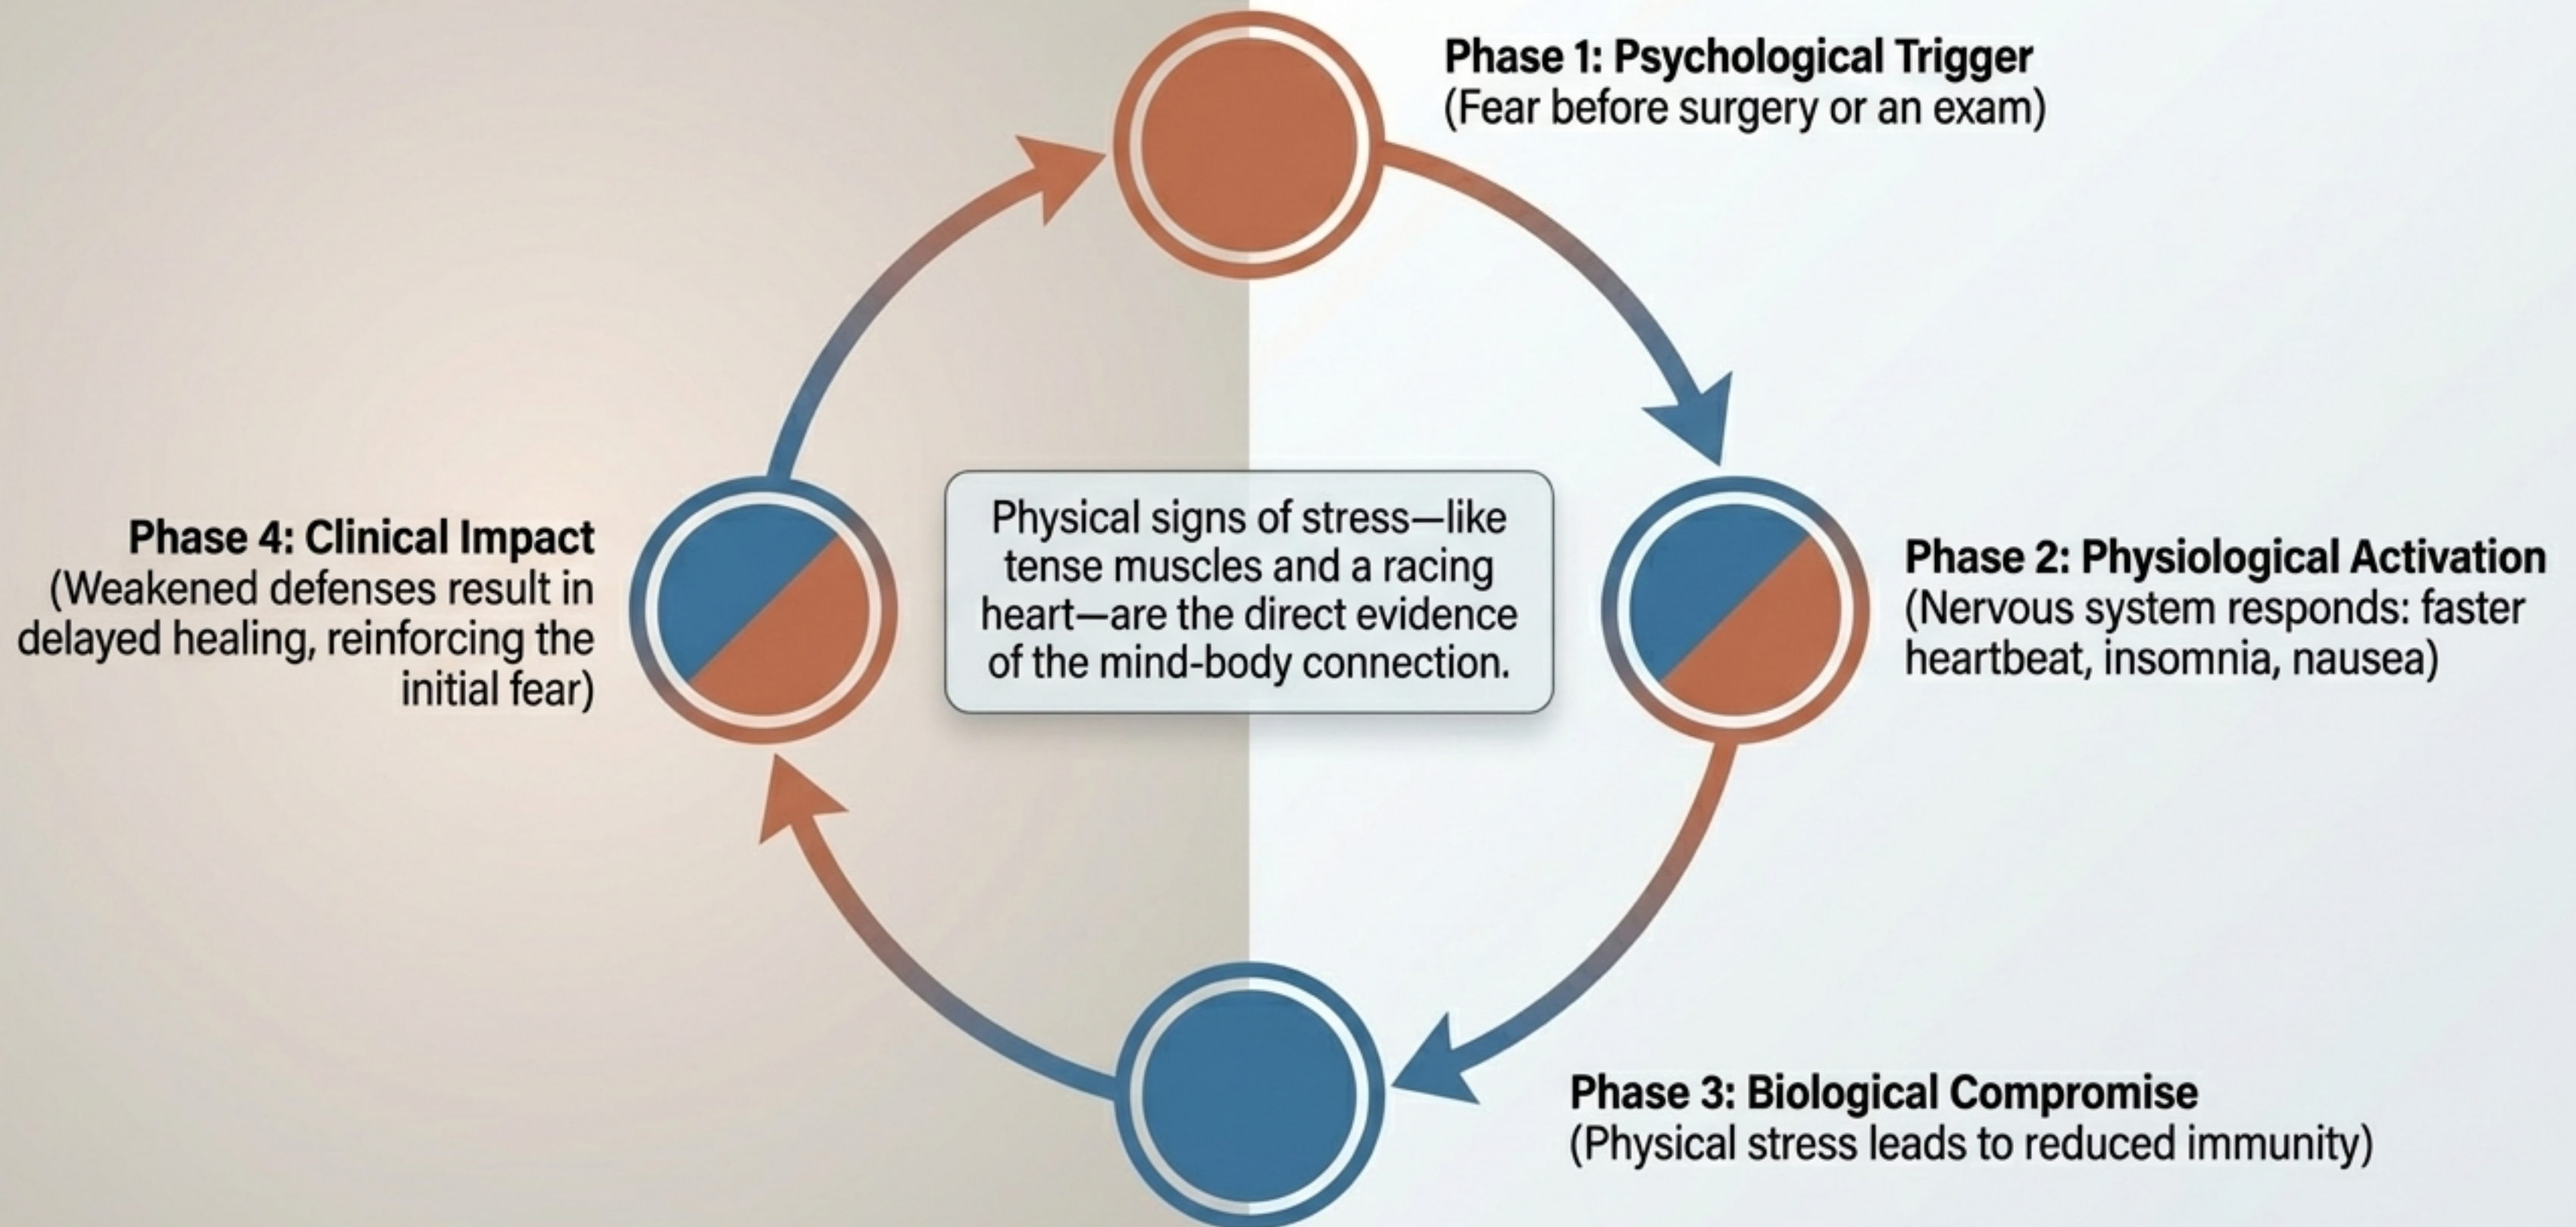 Phase 1: Psychological Trigger
(Fear before surgery or an exam)
Phase 2: Physiological Activation
(Nervous system responds: faster
heartbeat, insomnia, nausea)
Phase 3: Biological Compromise
(Physical stress leads to reduced immunity)
Phase 4: Clinical Impact
(Weakened defenses result in
delayed healing, reinforcing the
initial fear)
Physical signs of stress—like
tense muscles and a racing
heart—are the direct evidence
of the mind-body connection.